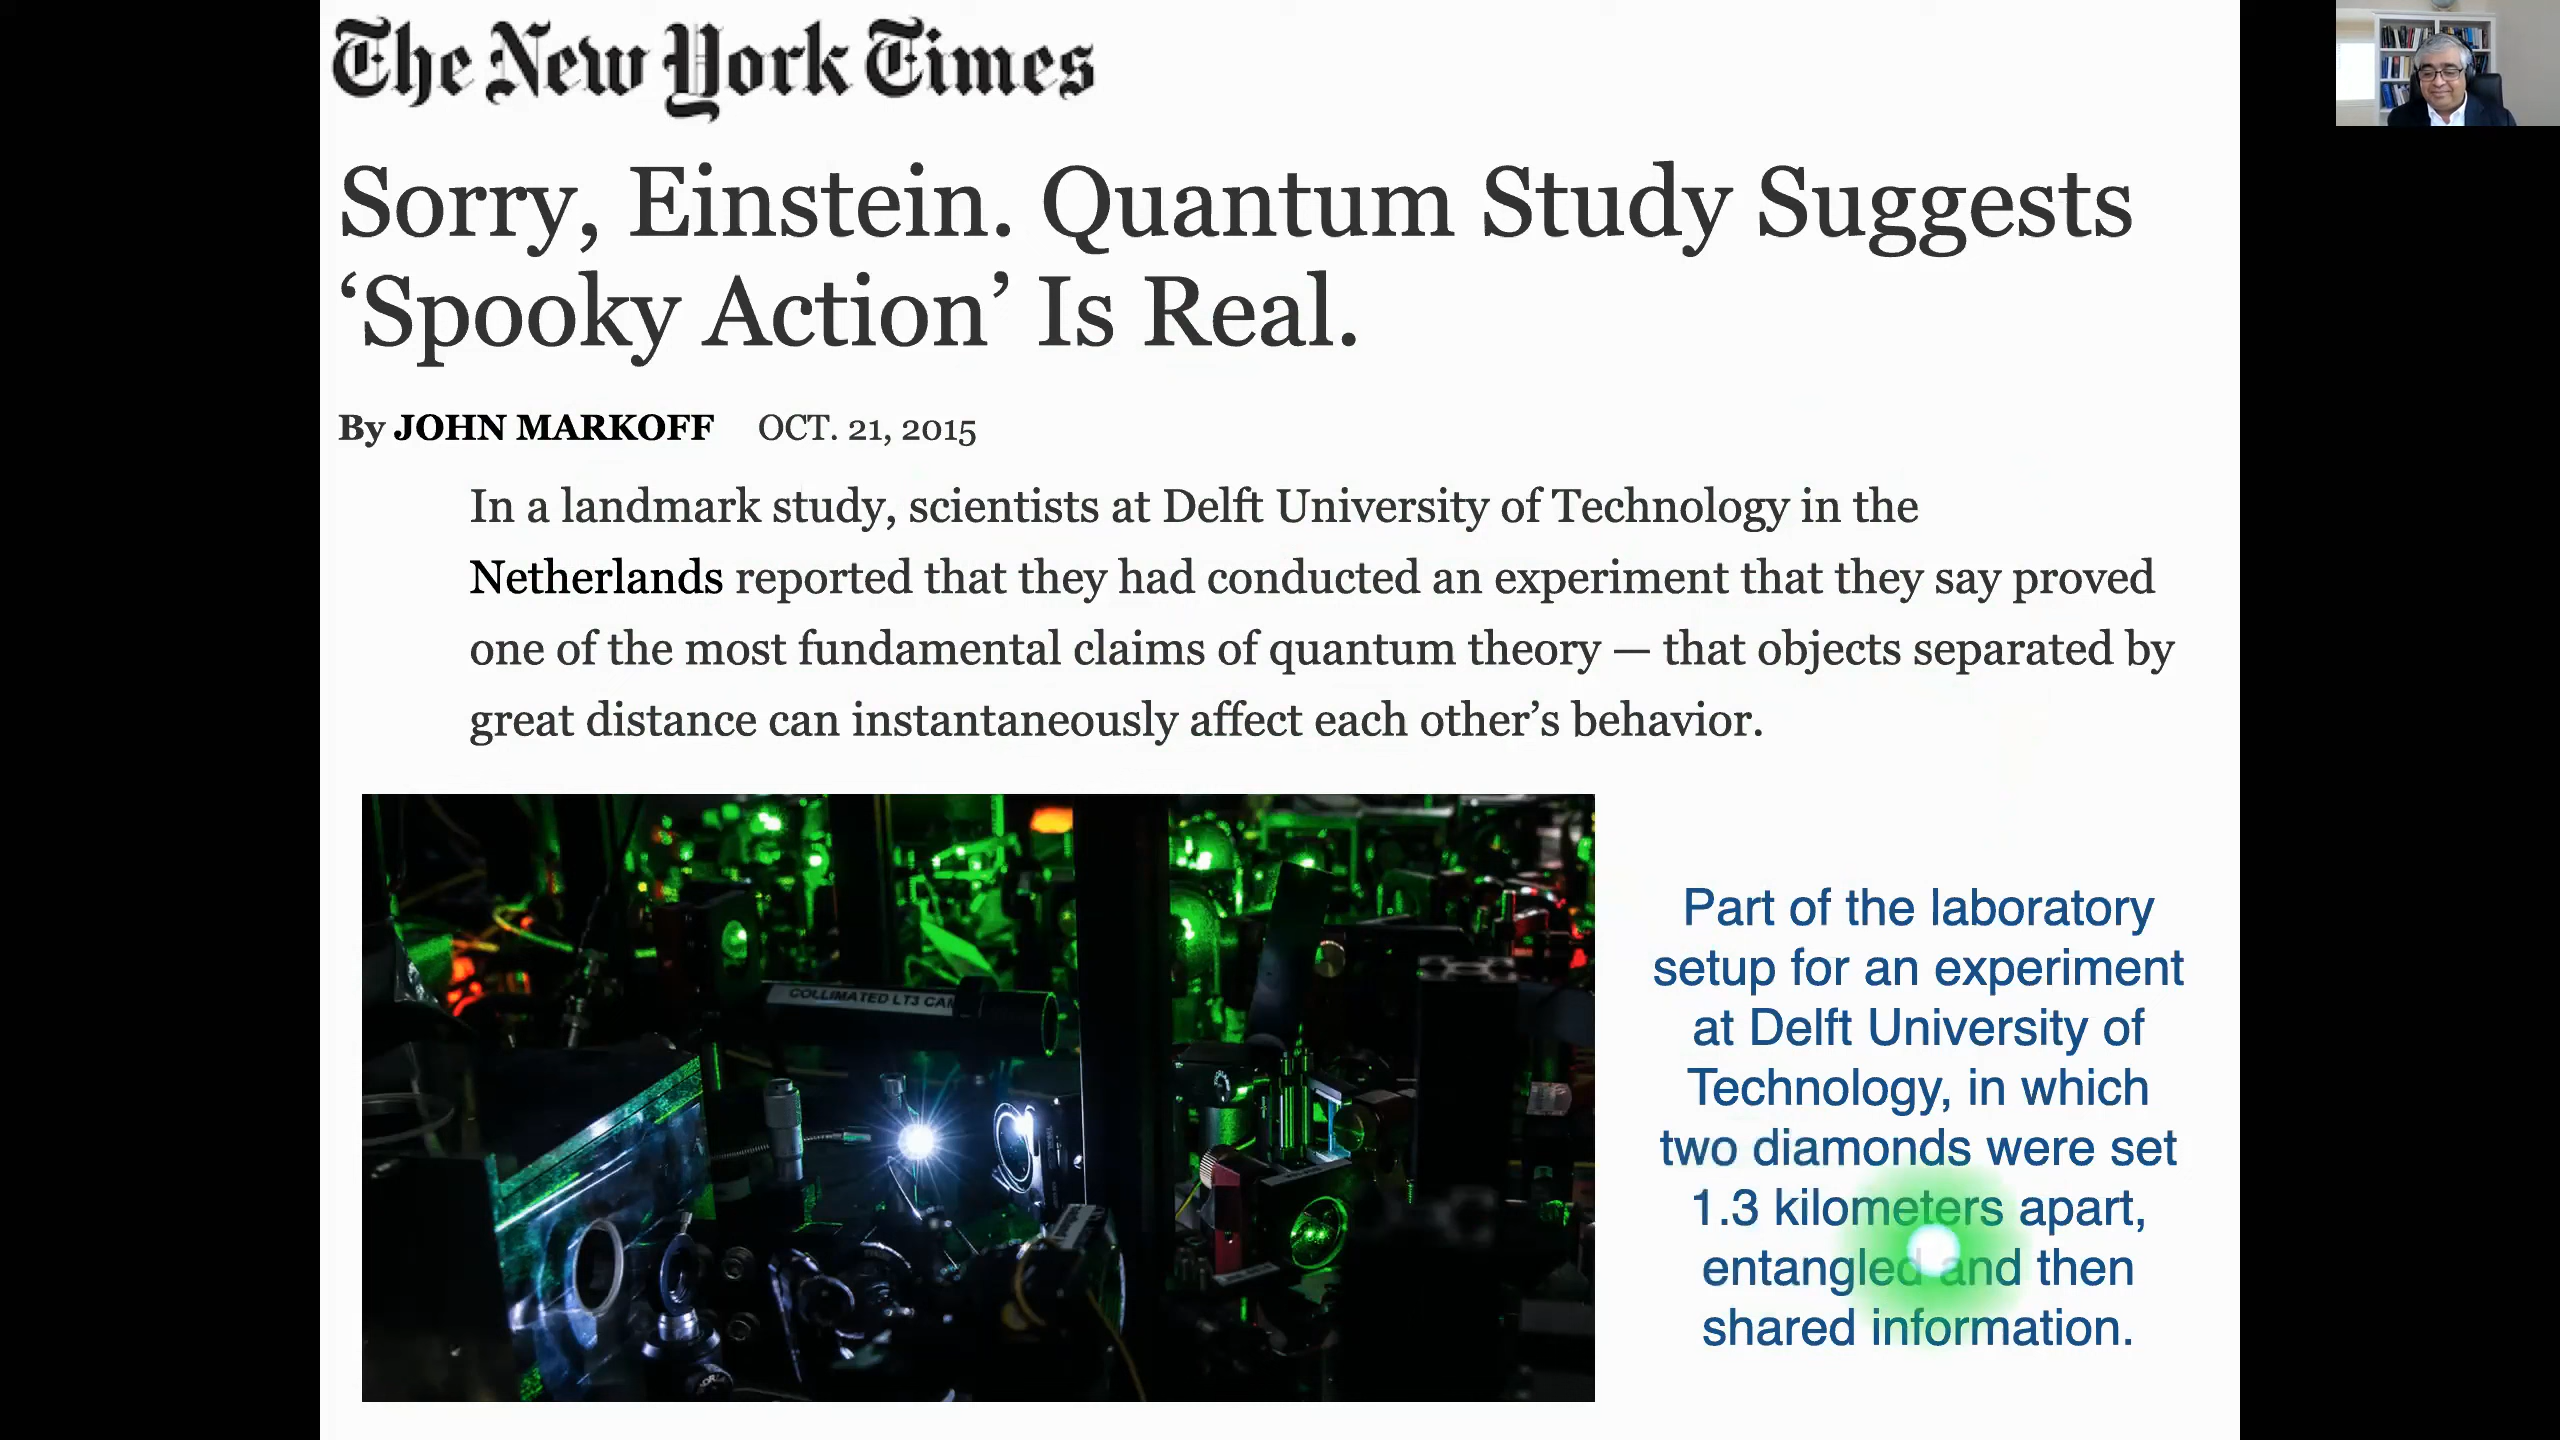 The New York Times
Sorry, Einstein. Quantum Study Suggests
‘Spooky Action’ Is Real.
By JOHN MARKOFF OCT. 21, 2015
In a landmark study, scientists at Delft University of Technology in the
Netherlands reported that they had conducted an experiment that they say proved
one of the most fundamental claims of quantum theory — that objects separated by
great distance can instantaneously affect each other’s behavior.
COLLIMATED LT3 CAM
Part of the laboratory
setup for an experiment
at Delft University of
Technology, in which
two diamonds were set
1.3 kilometers apart,
entangled and then
shared information.